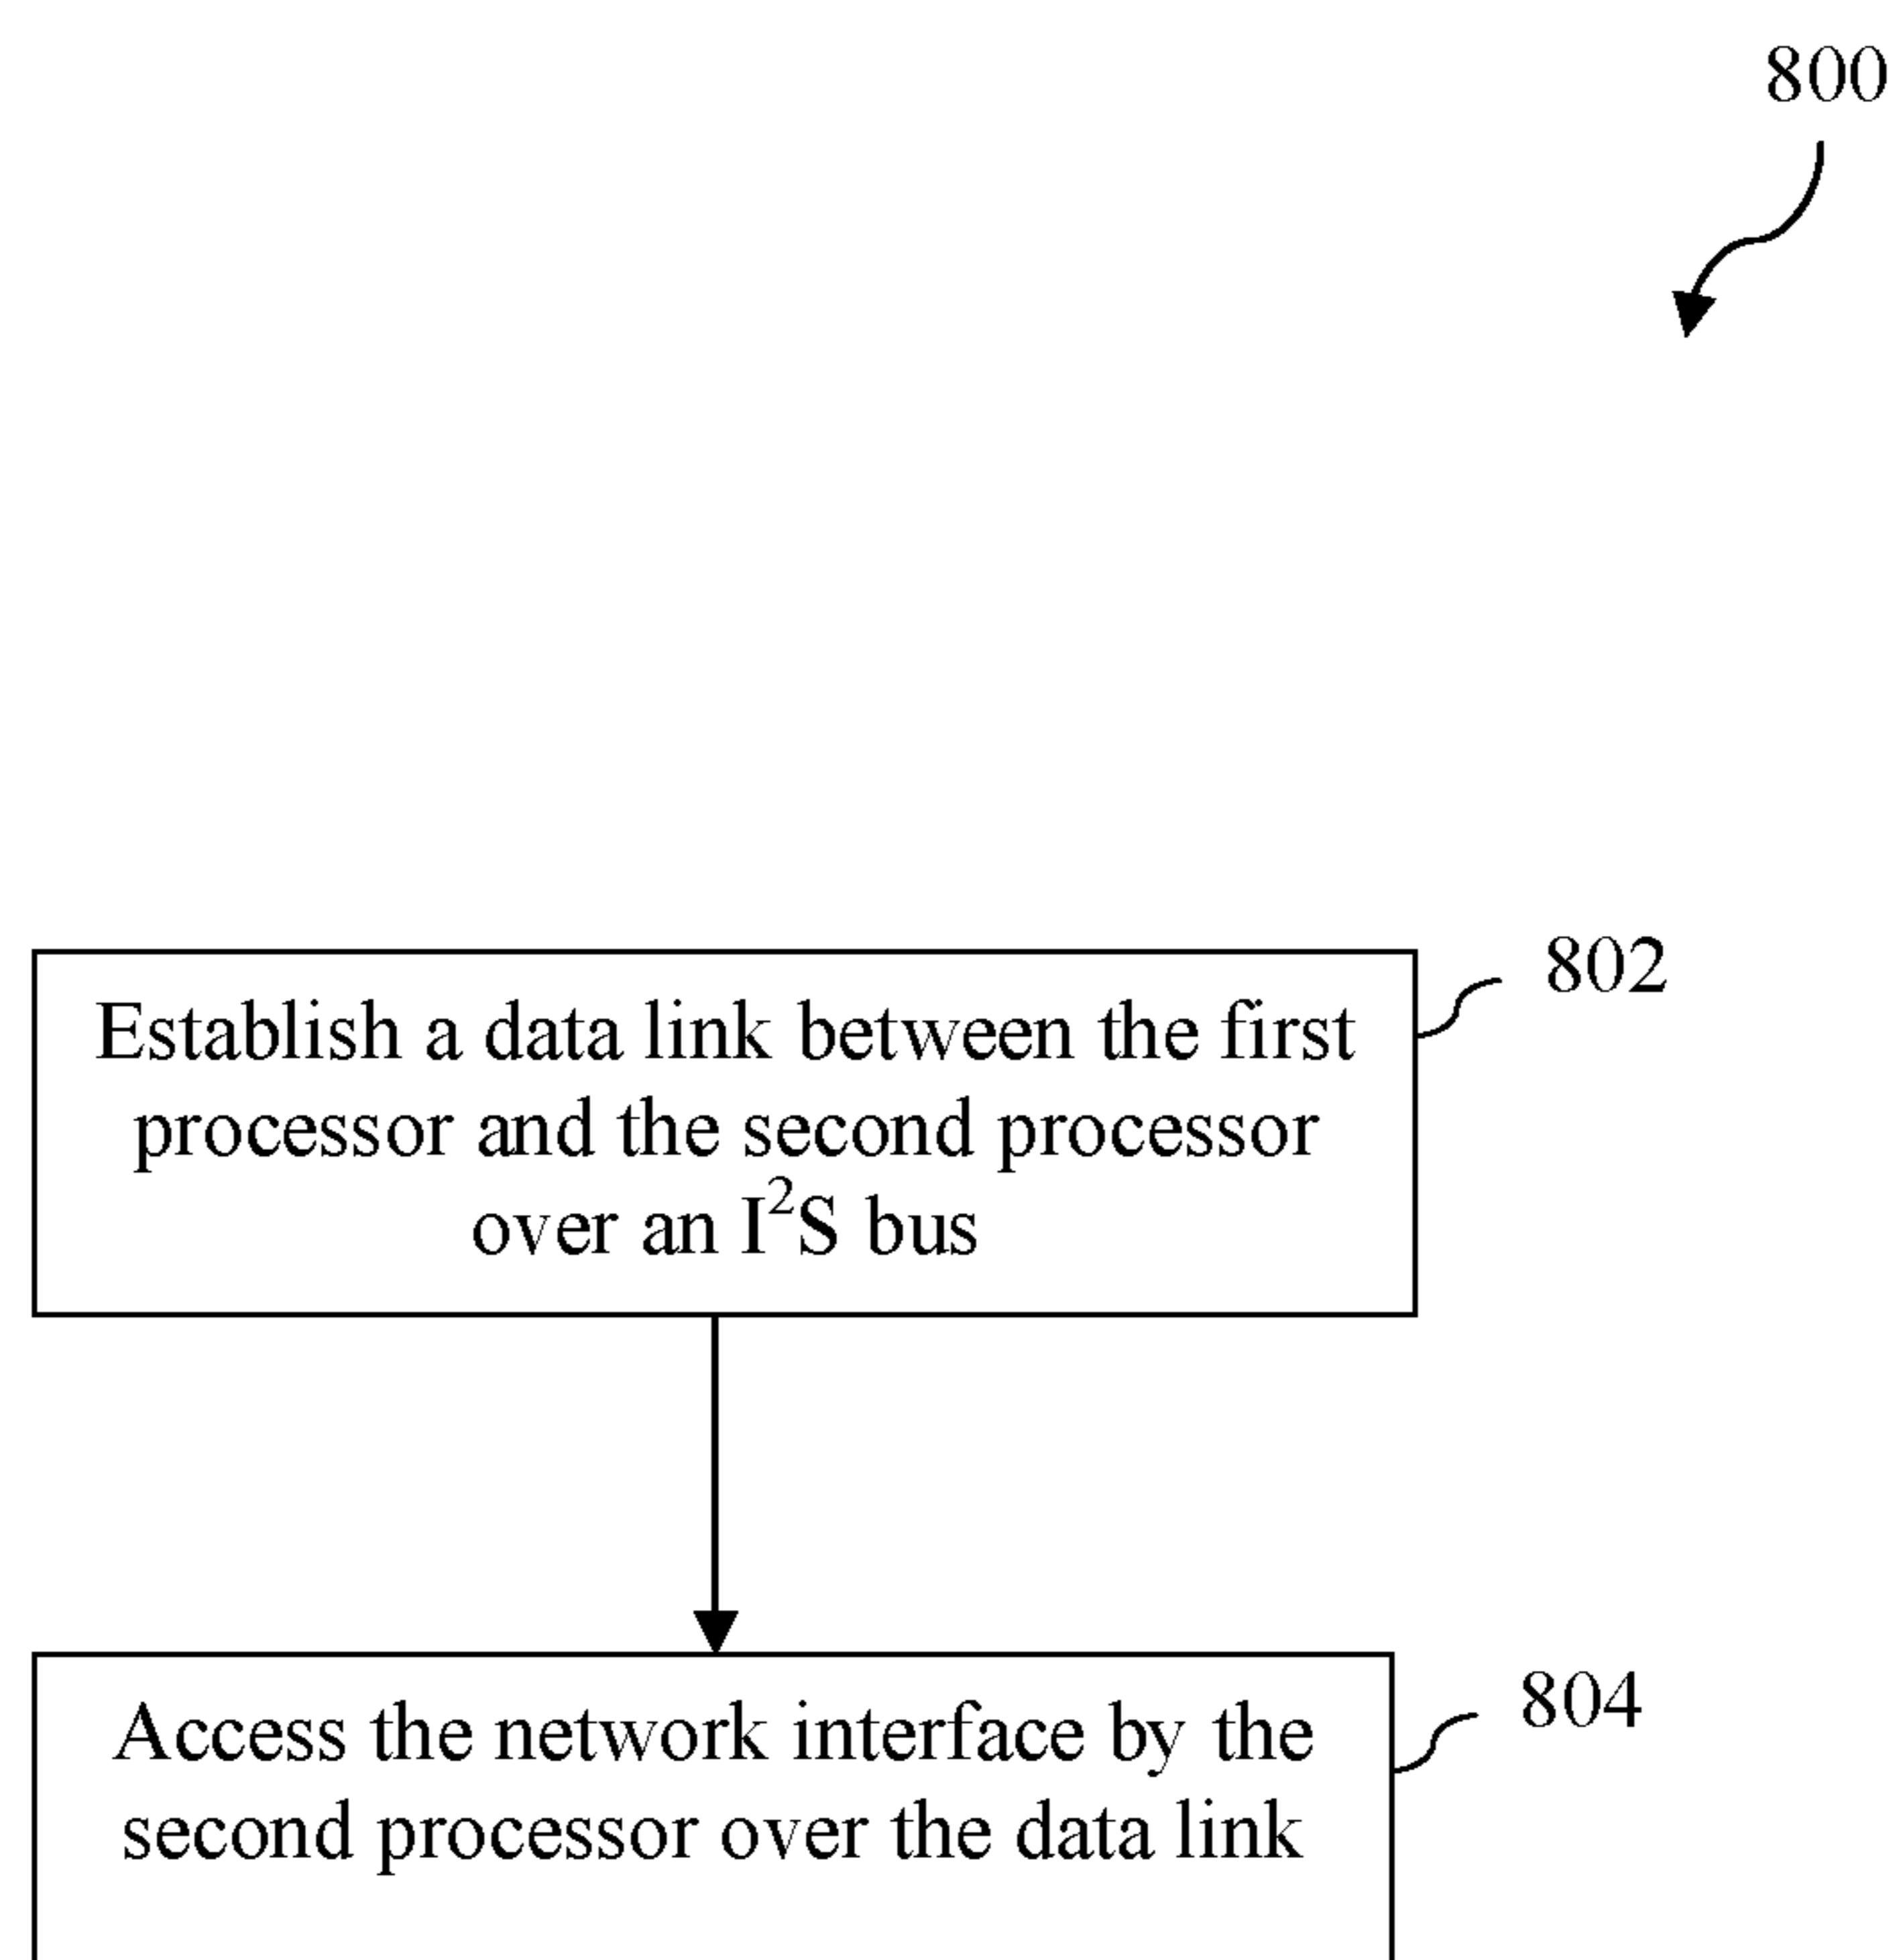 800
802
Establish a data link between the first
processor and the second processor
over an I²S bus
804
Access the network interface by the
second processor over the data link